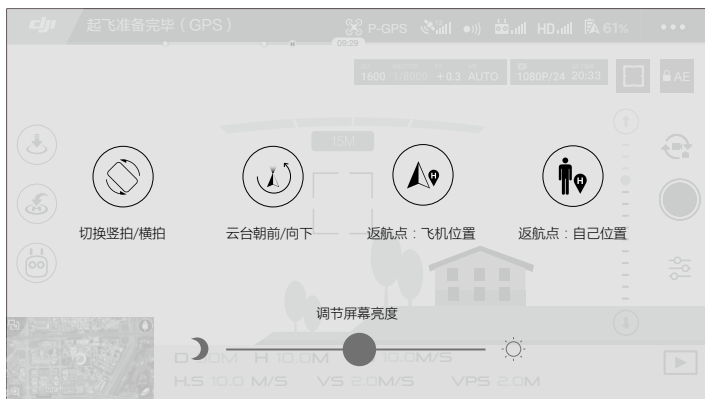 dji 起飞准备完毕（GPS） P-GPS HD 61%
H
09:29
1600 1/8000 +0.3 AUTO 1080P/24 20:33 AE
15M
H H
切换竖拍/横拍 云台朝前/向下 返航点：飞机位置 返航点：自己位置
调节屏幕亮度
H 10.0M 10.0M/S
H.S 10.0 M/S VS 2.0M/S VPS 2.0M